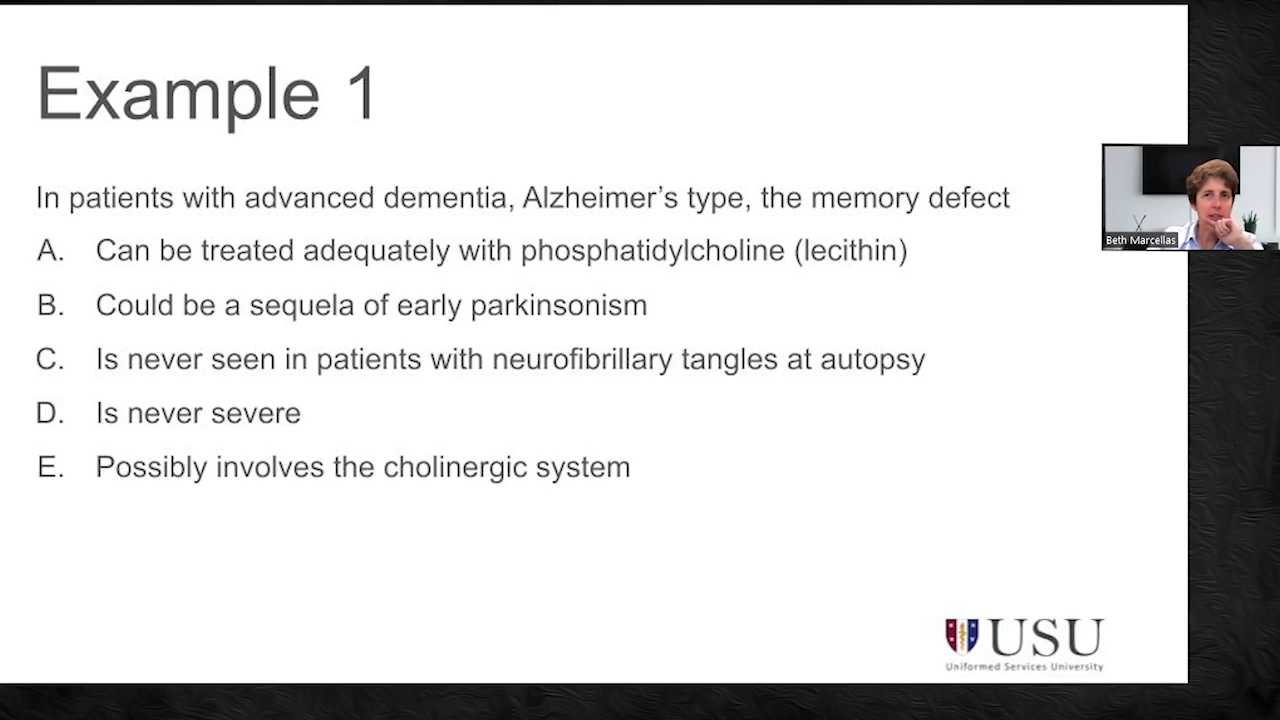 Example 1
In patients with advanced dementia, Alzheimer’s type, the memory defect
A. Can be treated adequately with phosphatidylcholine (lecithin)
B. Could be a sequela of early parkinsonism
C. Is never seen in patients with neurofibrillary tangles at autopsy
D. Is never severe
E. Possibly involves the cholinergic system
Beth Marcellas
USU
Uniformed Services University